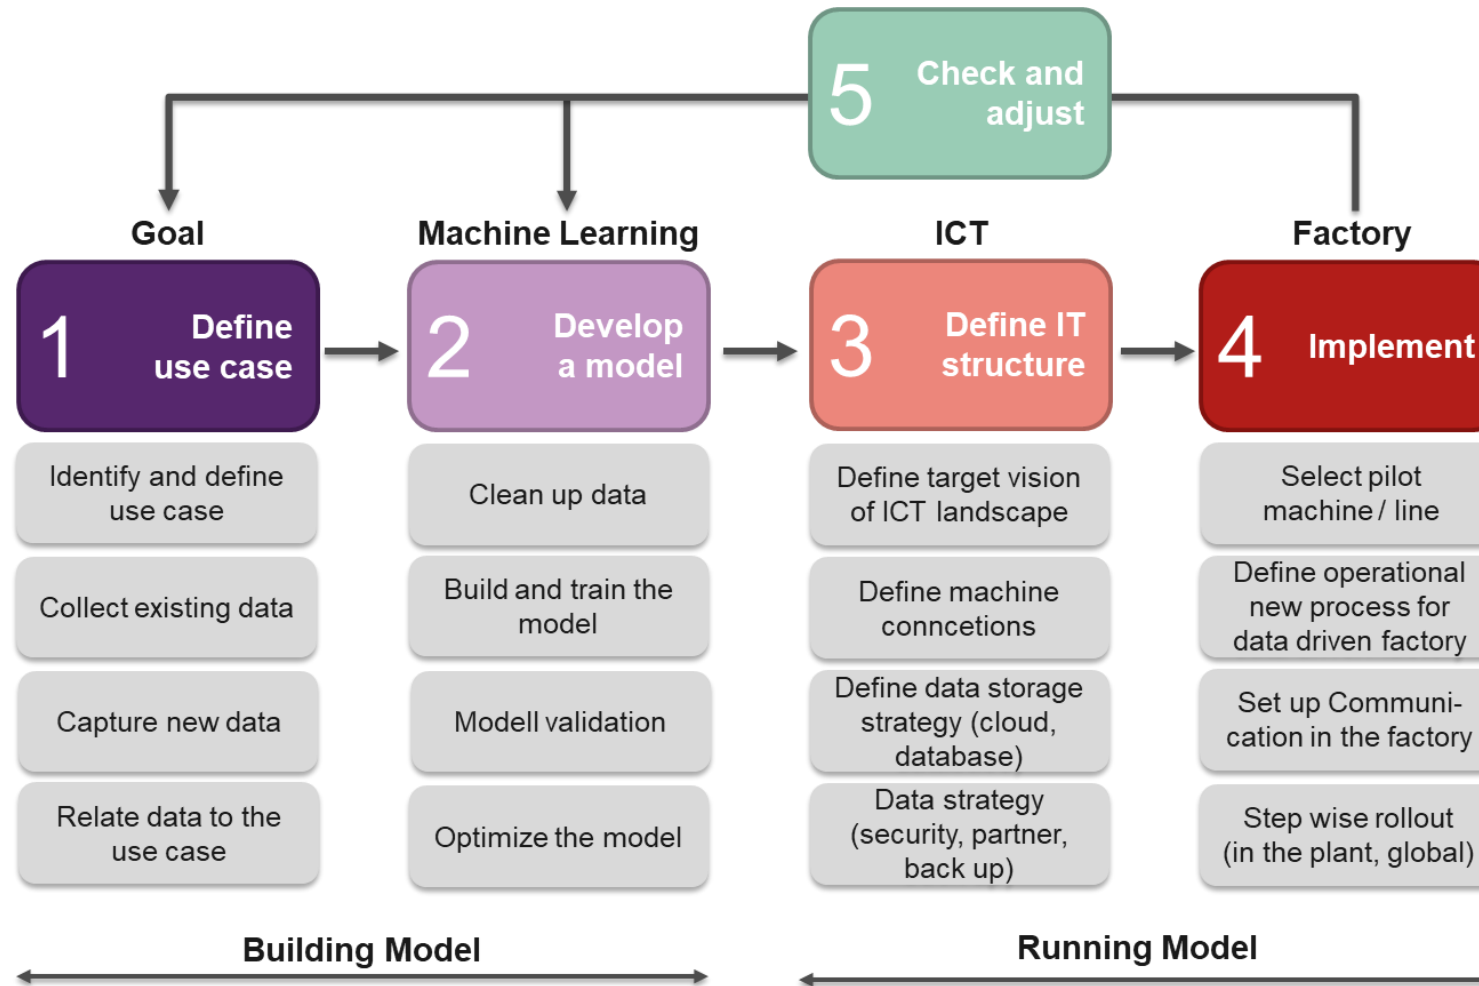 5
Check and
adjust
Goal
Machine Learning
ICT
Factory
1
Define
use case
2
Develop
a model
3
Define IT
structure
4
Implement
Identify and define
use case
Collect existing data
Capture new data
Relate data to the
use case
Clean up data
Build and train the
model
Modell validation
Optimize the model
Define target vision
of ICT landscape
Define machine
conncetions
Define data storage
strategy (cloud,
database)
Data strategy
(security, partner,
back up)
Select pilot
machine / line
Define operational
new process for
data driven factory
Set up Communi-
cation in the factory
Step wise rollout
(in the plant, global)
Building Model
Running Model